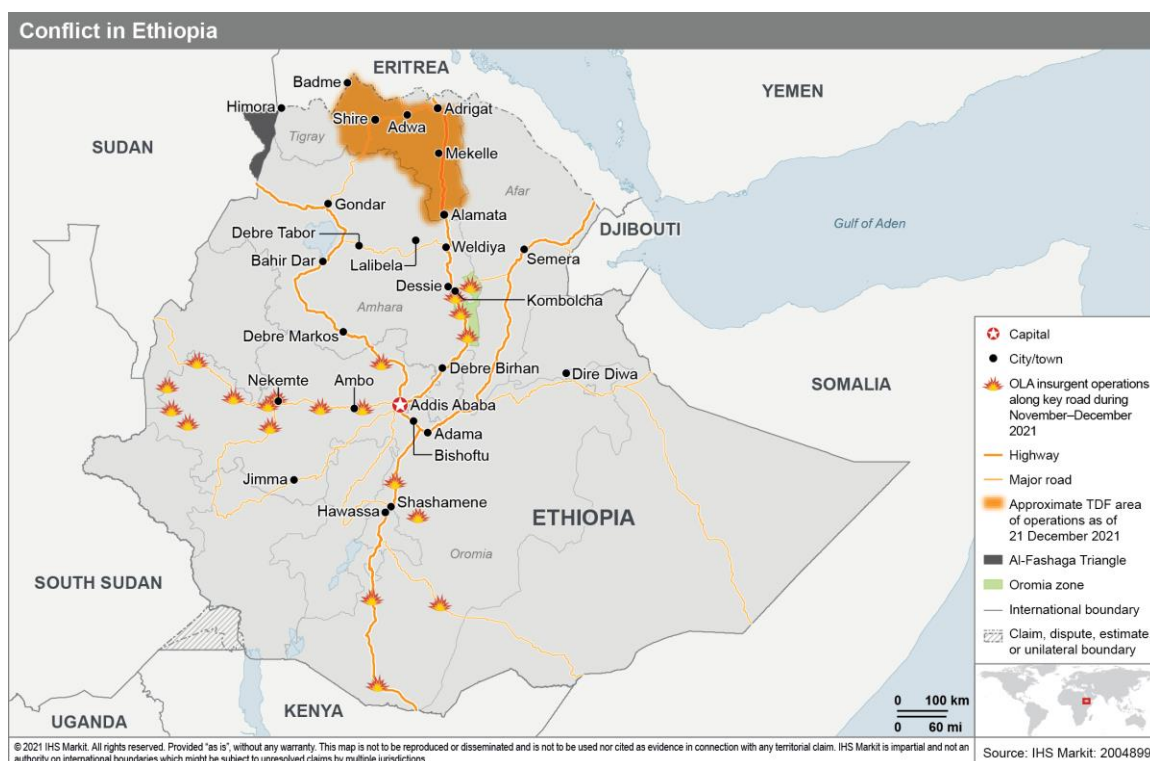 Conflict in Ethiopia
Badme
ERITREA
YEMEN
Himora
Adrigat
Shire
Adwa
Tigray
SUDAN
Mekelle
Afar
Gondar
Alamata
DJIBOUTI
Gulf of Aden
Debre Tabor
Weldiya
Semera
Bahir Dar
Lalibela
Dessie
Kombolcha
Amhara
Debre Markos
Debre Birhan
Dire Diwa
Nekemte
Ambo
SOMALIA
Addis Ababa
Adama
Bishoftu
Jimma
Shashamene
Hawassa
ETHIOPIA
Oromia
SOUTH SUDAN
UGANDA
KENYA
Capital
City/town
OLA insurgent operations
along key road during
November–December
2021
Highway
Major road
Approximate TDF area
of operations as of
21 December 2021
Al-Fashaga Triangle
Oromia zone
International boundary
Claim, dispute, estimate
or unilateral boundary
0 100 km
0 60 mi
© 2021 IHS Markit. All rights reserved. Provided "as is", without any warranty. This map is not to be reproduced or disseminated and is not to be used nor cited as evidence in connection with any territorial claim. IHS Markit is impartial and not an
authority on international boundaries which might be subject to unresolved claims by multiple jurisdictions.
Source: IHS Markit: 2004899